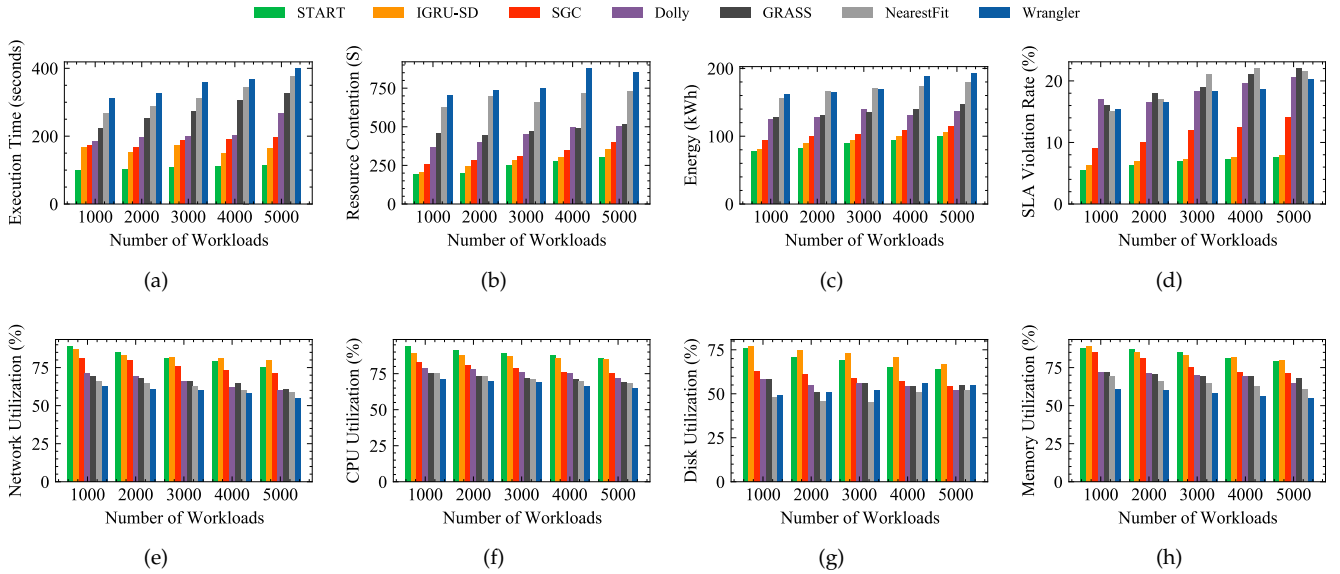 START IGRU-SD SGC Dolly GRASS NearestFit Wrangler
Execution Time (seconds)
400
200
0
1000 2000 3000 4000 5000
Number of Workloads
(a)
Resource Contention (S)
750
500
250
0
1000 2000 3000 4000 5000
Number of Workloads
(b)
Energy (kWh)
200
100
0
1000 2000 3000 4000 5000
Number of Workloads
(c)
SLA Violation Rate (%)
20
10
0
1000 2000 3000 4000 5000
Number of Workloads
(d)
Network Utilization (%)
75
50
25
0
1000 2000 3000 4000 5000
Number of Workloads
(e)
CPU Utilization (%)
75
50
25
0
1000 2000 3000 4000 5000
Number of Workloads
(f)
Disk Utilization (%)
75
50
25
0
1000 2000 3000 4000 5000
Number of Workloads
(g)
Memory Utilization (%)
75
50
25
0
1000 2000 3000 4000 5000
Number of Workloads
(h)